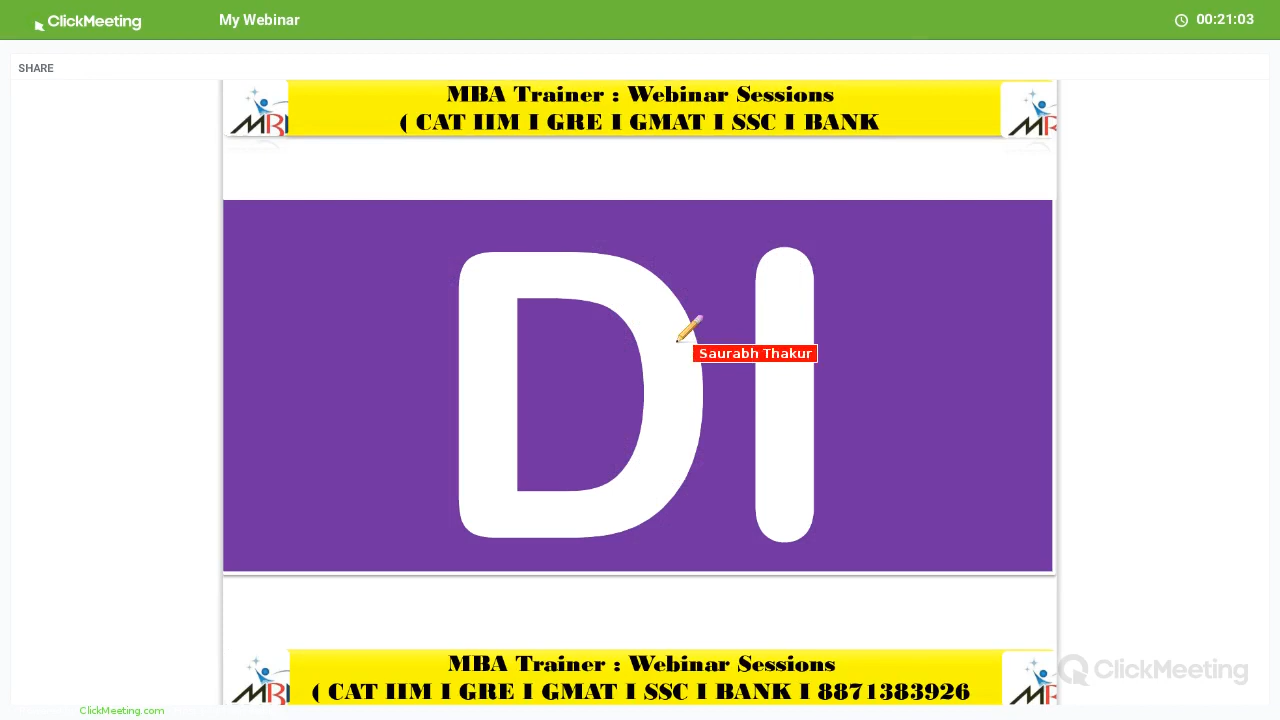 ClickMeeting
My Webinar
00:21:03
SHARE
MBA Trainer : Webinar Sessions
( CAT IIM I GRE I GMAT I SSC I BANK
DI
Saurabh Thakur
MBA Trainer : Webinar Sessions
( CAT IIM I GRE I GMAT I SSC I BANK I 8871383926
ClickMeeting
ClickMeeting.com